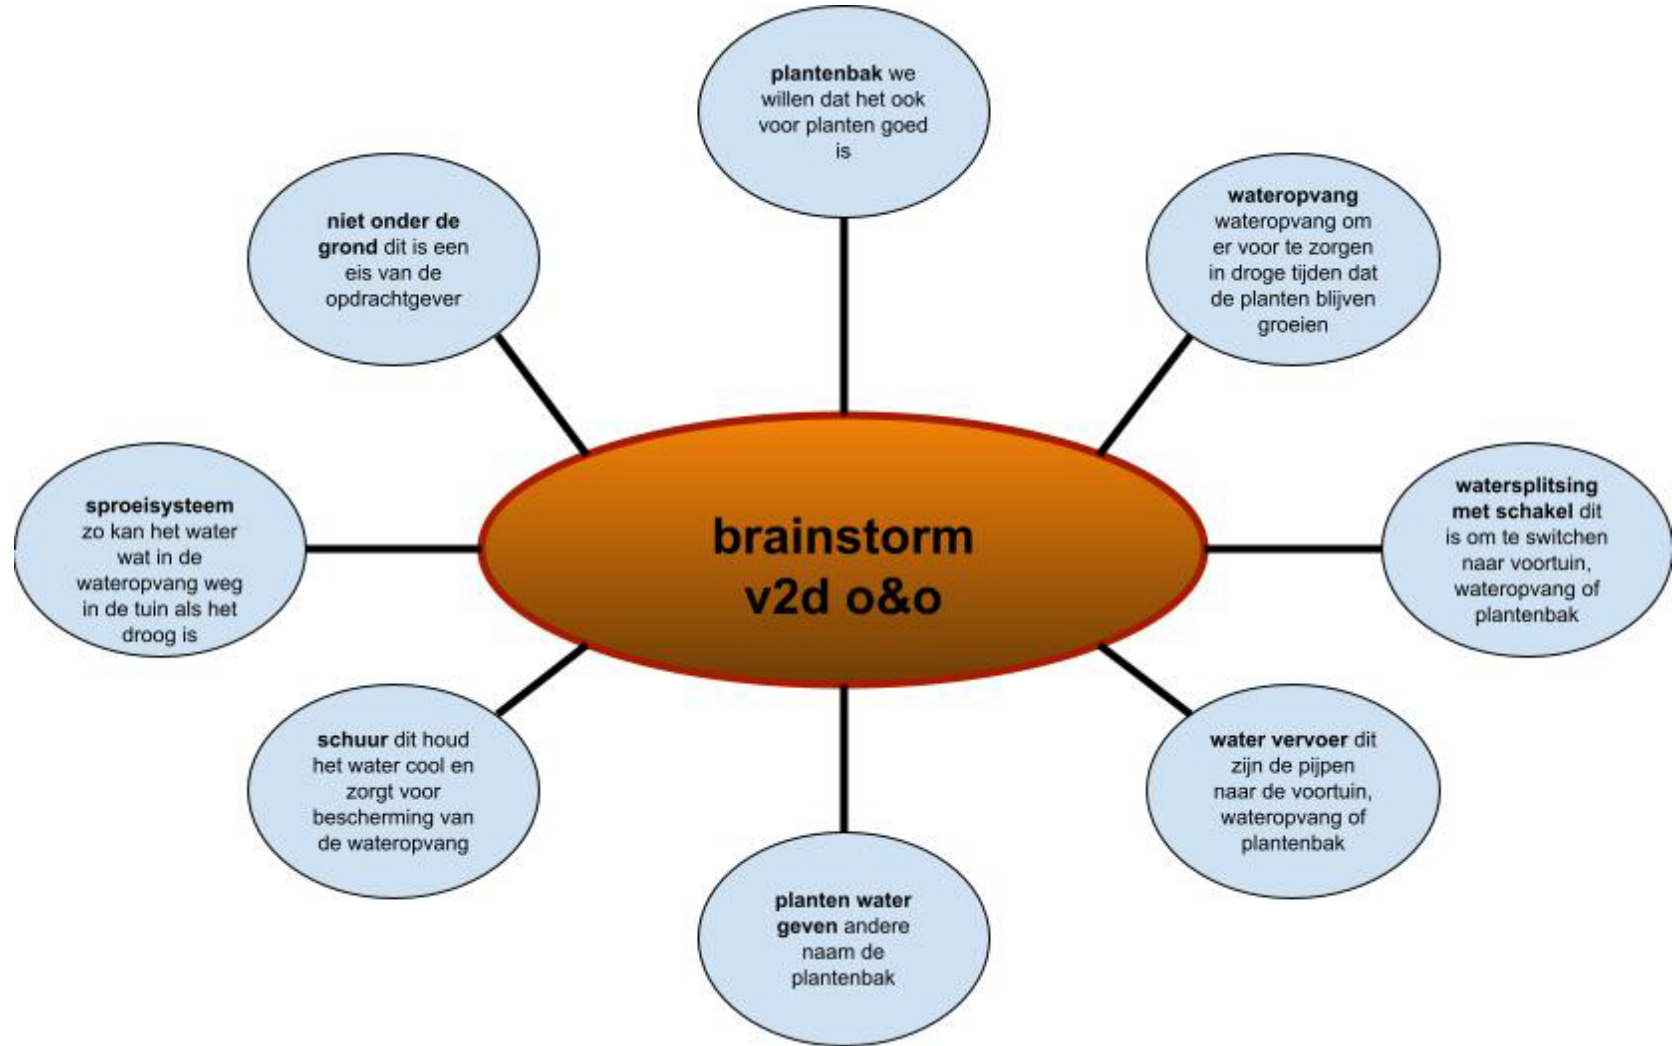 plantenbak we
willen dat het ook
voor planten goed
is
wateropvang
wateropvang om
er voor te zorgen
in droge tijden dat
de planten blijven
groeien
watersplitsing
met schakel dit
is om te switchen
naar voortuin,
wateropvang of
plantenbak
water vervoer dit
zijn de pijpen
naar de voortuin,
wateropvang of
plantenbak
planten water
geven andere
naam de
plantenbak
schuur dit houd
het water cool en
zorgt voor
bescherming van
de wateropvang
sproeisysteem
zo kan het water
wat in de
wateropvang weg
in de tuin als het
droog is
niet onder de
grond dit is een
eis van de
opdrachtgever
brainstorm
v2d o&o